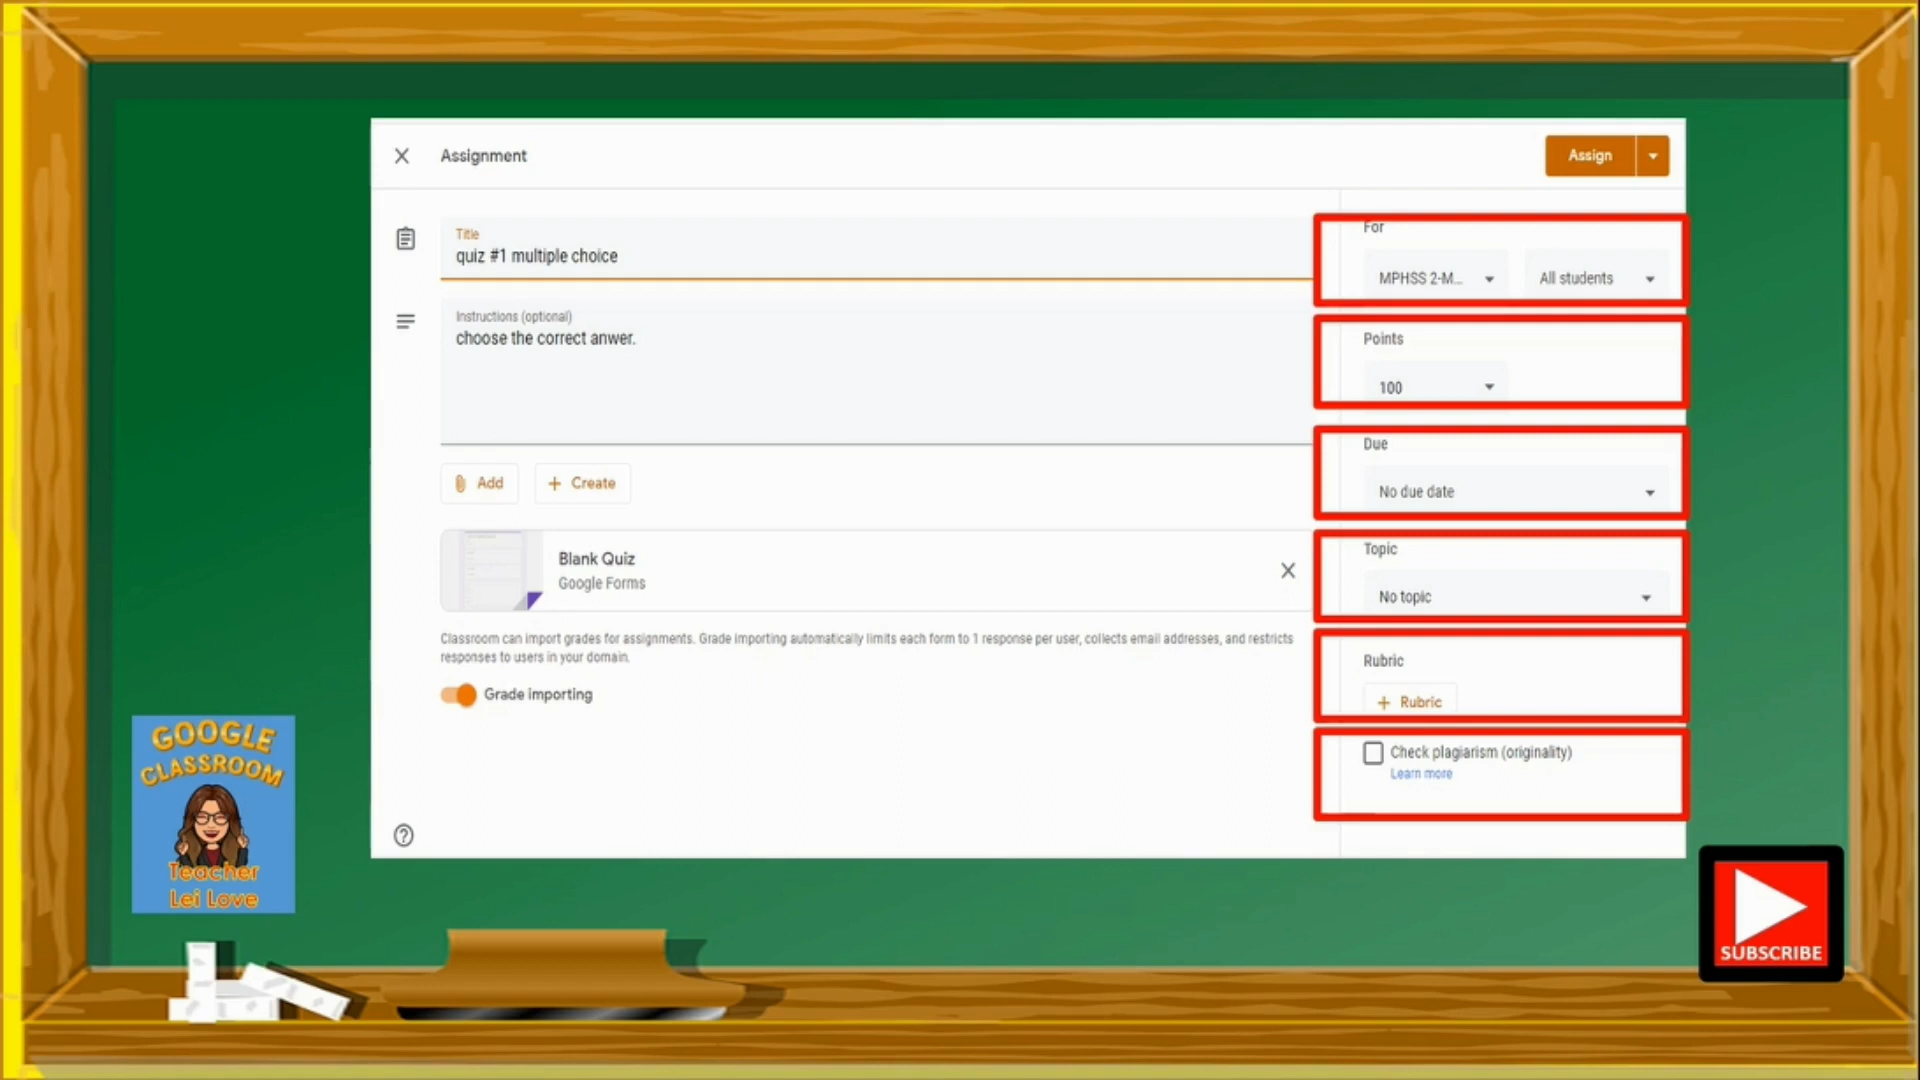 Assignment
Assign
Title
quiz #1 multiple choice
Instructions (optional)
choose the correct anwer.
Add
+ Create
Blank Quiz
Google Forms
Classroom can import grades for assignments. Grade importing automatically limits each form to 1 response per user, collects email addresses, and restricts
responses to users in your domain.
Grade importing
For
MPHSS 2-M... All students
Points
100
Due
No due date
Topic
No topic
Rubric
+ Rubric
Check plagiarism (originality)
Learn more
GOOGLE
CLASSROOM
Teacher
Lei Love
SUBSCRIBE